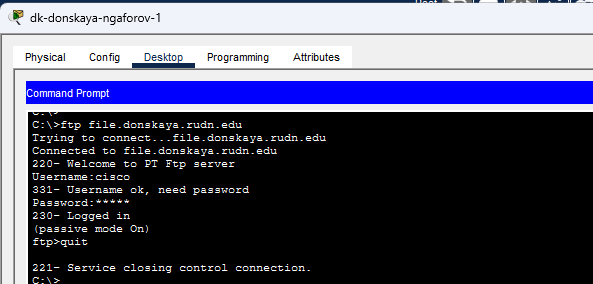 dk-donskaya-ngaforov-1
Physical Config Desktop Programming Attributes
Command Prompt
C:\>
C:\>ftp file.donskaya.rudn.edu
Trying to connect...file.donskaya.rudn.edu
Connected to file.donskaya.rudn.edu
220- Welcome to PT Ftp server
Username:cisco
331- Username ok, need password
Password:*****
230- Logged in
(passive mode On)
ftp>quit
221- Service closing control connection.
C:\>